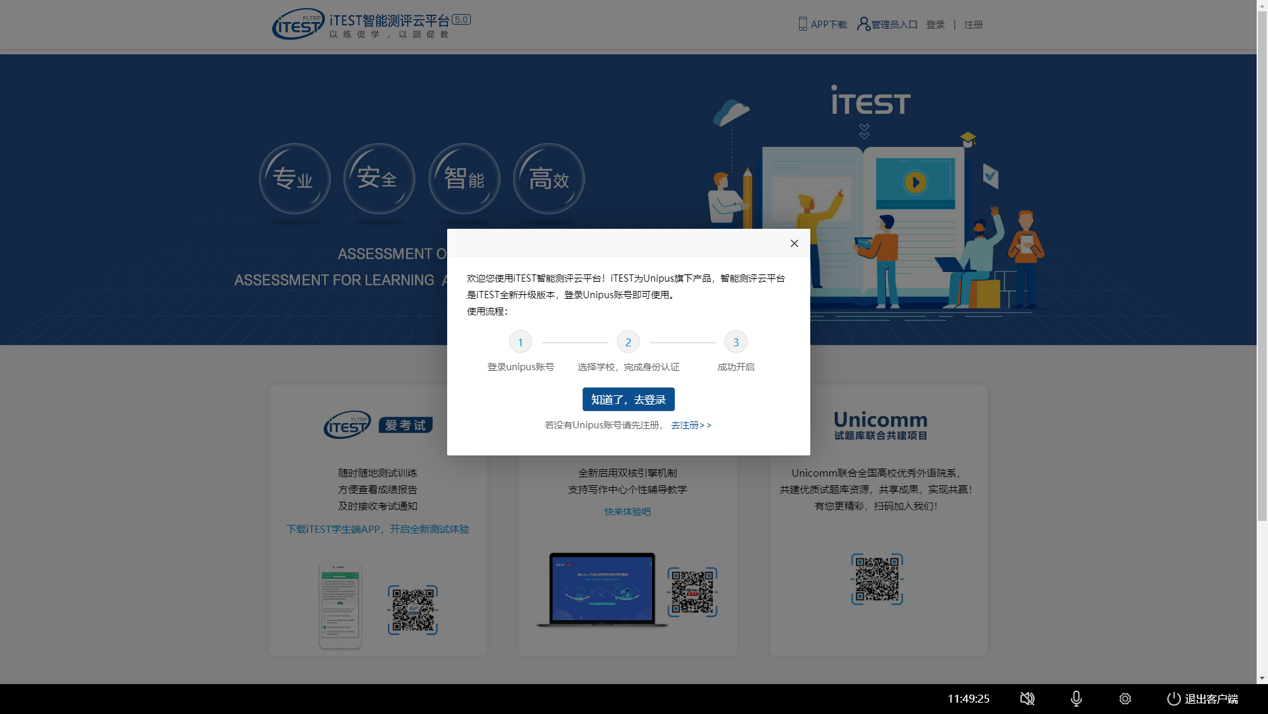 FLTRP
iTEST
iTEST智能测评云平台 5.0
以练促学，以测促教
APP下载
管理员入口
登录 | 注册
iTEST
专业
安全
智能
高效
ASSESSMENT O
ASSESSMENT FOR LEARNING A
欢迎您使用iTEST智能测评云平台！iTEST为Unipus旗下产品，智能测评云平台
是iTEST全新升级版本，登录Unipus账号即可使用。
使用流程：
1
2
3
登录unipus账号
选择学校，完成身份认证
成功开启
知道了，去登录
若没有Unipus账号请先注册， 去注册>>
FLTRP
iTEST 爱考试
随时随地测试训练
方便查看成绩报告
及时接收考试通知
下载iTEST学生端APP，开启全新测试体验
全新启用双核引擎机制
支持写作中心个性辅导教学
快来体验吧
Unicomm
试题库联合共建项目
Unicomm联合全国高校优秀外语院系，
共建优质试题库资源，共享成果，实现共赢！
有您更精彩，扫码加入我们！
11:49:25
退出客户端